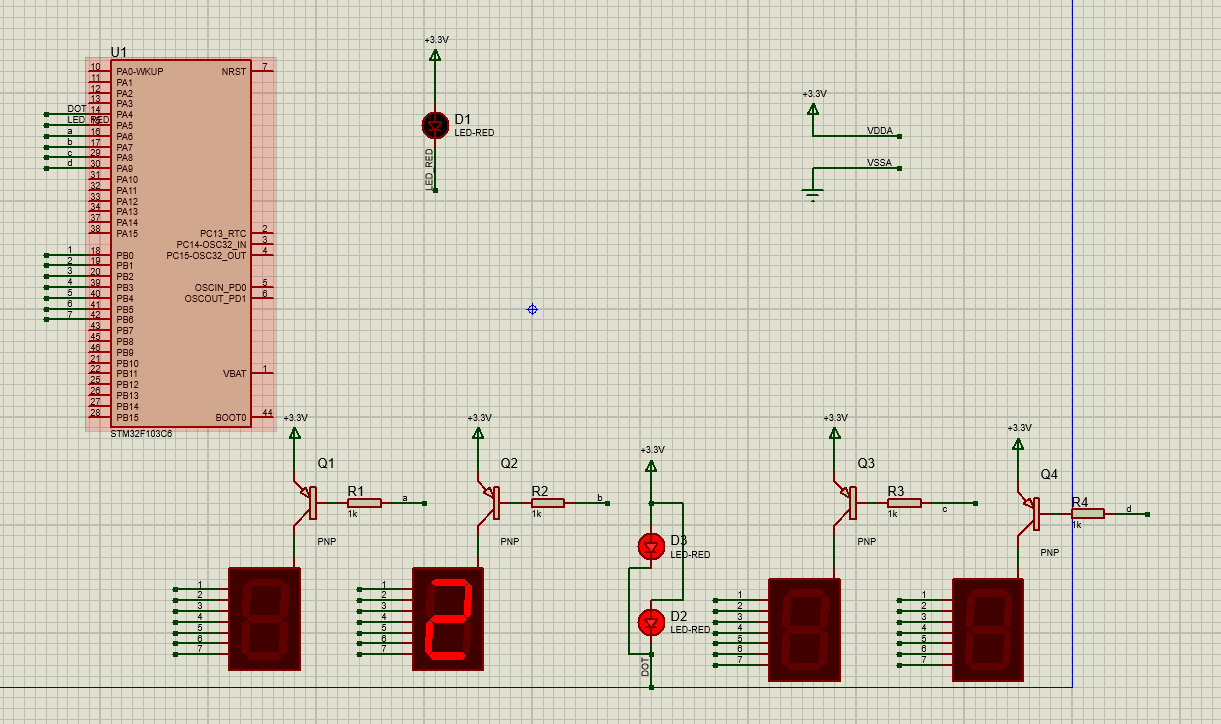 U1
10 PA0-WKUP NRST 7
11 PA1
12 PA2
13 PA3
DOT 14 PA4
LED_RED 15 PA5
a 16 PA6
b 17 PA7
c 29 PA8
d 30 PA9
31 PA10
32 PA11
33 PA12
34 PA13
37 PA14
38 PA15
PC13_RTC 2
PC14-OSC32_IN 3
1 18 PB0 PC15-OSC32_OUT 4
2 19 PB1
3 20 PB2
4 39 PB3 OSCIN_PD0 5
5 40 PB4 OSCOUT_PD1 6
6 41 PB5
7 42 PB6
43 PB7
45 PB8
46 PB9
21 PB10
22 PB11 VBAT 1
25 PB12
26 PB13
27 PB14
28 PB15 BOOT0 44
STM32F103C6
+3.3V
D1
LED-RED
LED_RED
+3.3V
VDDA
VSSA
+3.3V
Q1
R1
a
1k
PNP
1
2
3
4
5
6
7
+3.3V
Q2
R2
b
1k
PNP
1
2
3
4
5
6
7
2
+3.3V
D3
LED-RED
D2
LED-RED
DOT
+3.3V
Q3
R3
c
1k
PNP
1
2
3
4
5
6
7
+3.3V
Q4
R4
d
1k
PNP
1
2
3
4
5
6
7